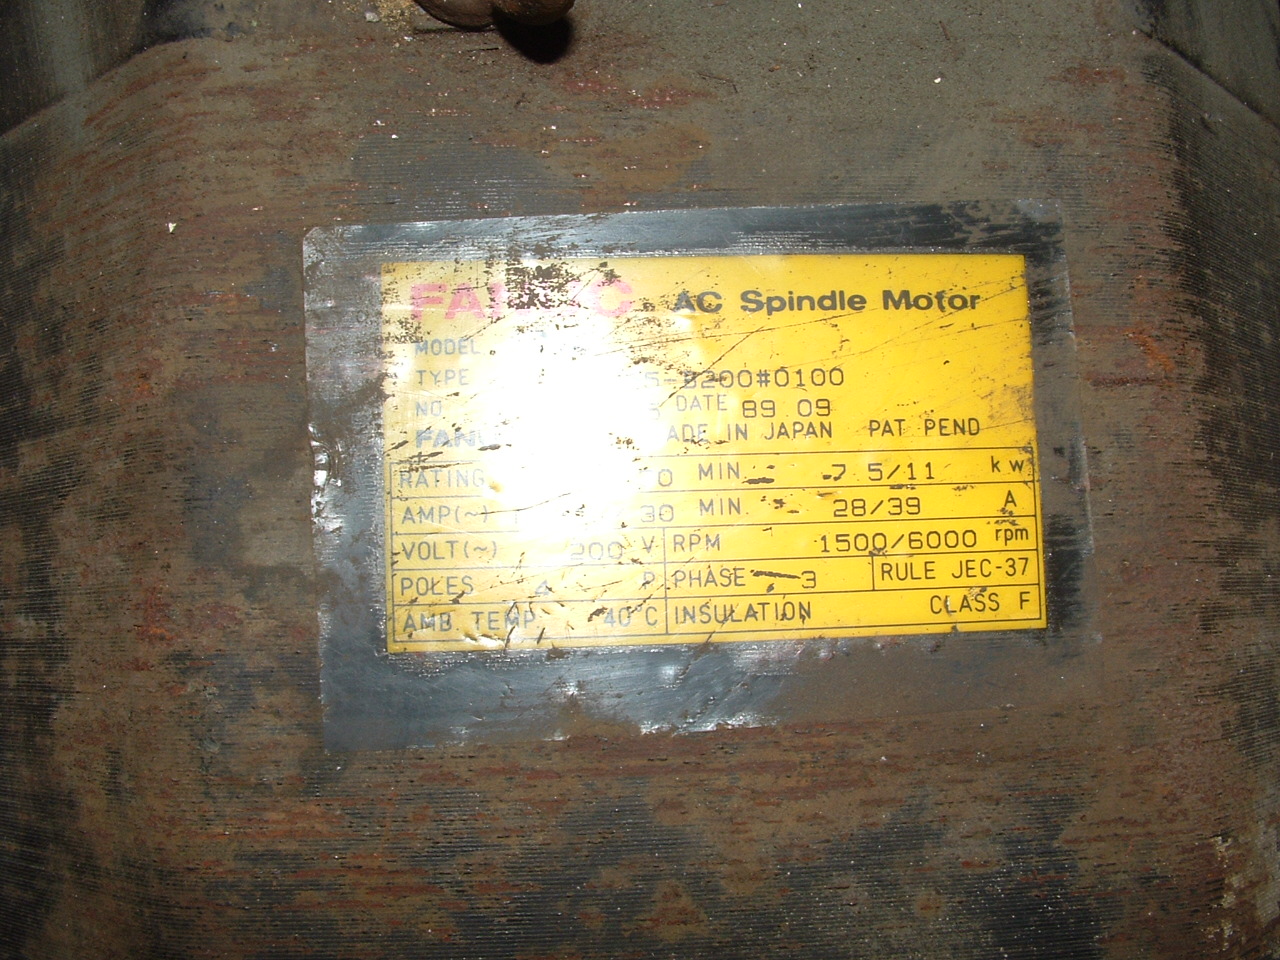 FANUC AC Spindle Motor
MODEL
TYPE -B200#0100
NO. DATE 89 09
MADE IN JAPAN PAT PEND
RATING MIN. 7.5/11 kw
AMP(~) 30 MIN. 28/39 A
VOLT(~) 200 V RPM 1500/6000 rpm
POLES 4 P PHASE 3 RULE JEC-37
AMB. TEMP. 40°C INSULATION CLASS F